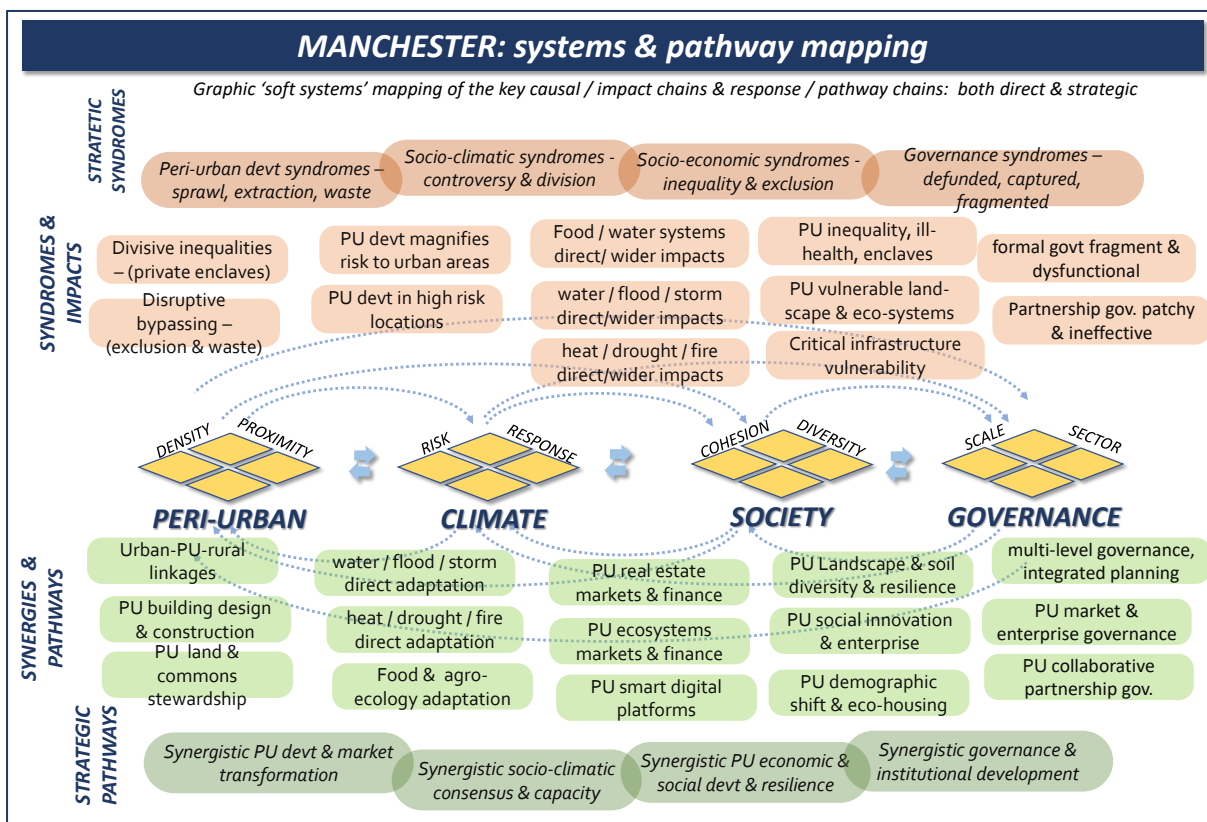 MANCHESTER: systems & pathway mapping
Graphic ‘soft systems’ mapping of the key causal / impact chains & response / pathway chains: both direct & strategic
STRATETIC
SYNDROMES
Peri-urban devt syndromes –
sprawl, extraction, waste
Socio-climatic syndromes -
controversy & division
Socio-economic syndromes -
inequality & exclusion
Governance syndromes –
defunded, captured,
fragmented
SYNDROMES &
IMPACTS
Divisive inequalities
– (private enclaves)
Disruptive
bypassing –
(exclusion & waste)
PU devt magnifies
risk to urban areas
PU devt in high risk
locations
Food / water systems
direct/ wider impacts
water / flood / storm
direct/wider impacts
heat / drought / fire
direct/wider impacts
PU inequality, ill-
health, enclaves
PU vulnerable land-
scape & eco-systems
Critical infrastructure
vulnerability
formal govt fragment &
dysfunctional
Partnership gov. patchy
& ineffective
DENSITY
PROXIMITY
PERI-URBAN
RISK
RESPONSE
CLIMATE
COHESION
DIVERSITY
SOCIETY
SCALE
SECTOR
GOVERNANCE
SYNERGIES &
PATHWAYS
Urban-PU-rural
linkages
PU building design
& construction
PU land &
commons
stewardship
water / flood / storm
direct adaptation
heat / drought / fire
direct adaptation
Food & agro-
ecology adaptation
PU real estate
markets & finance
PU ecosystems
markets & finance
PU smart digital
platforms
PU Landscape & soil
diversity & resilience
PU social innovation
& enterprise
PU demographic
shift & eco-housing
multi-level governance,
integrated planning
PU market &
enterprise governance
PU collaborative
partnership gov.
STRATEGIC
PATHWAYS
Synergistic PU devt & market
transformation
Synergistic socio-climatic
consensus & capacity
Synergistic PU economic &
social devt & resilience
Synergistic governance &
institutional development